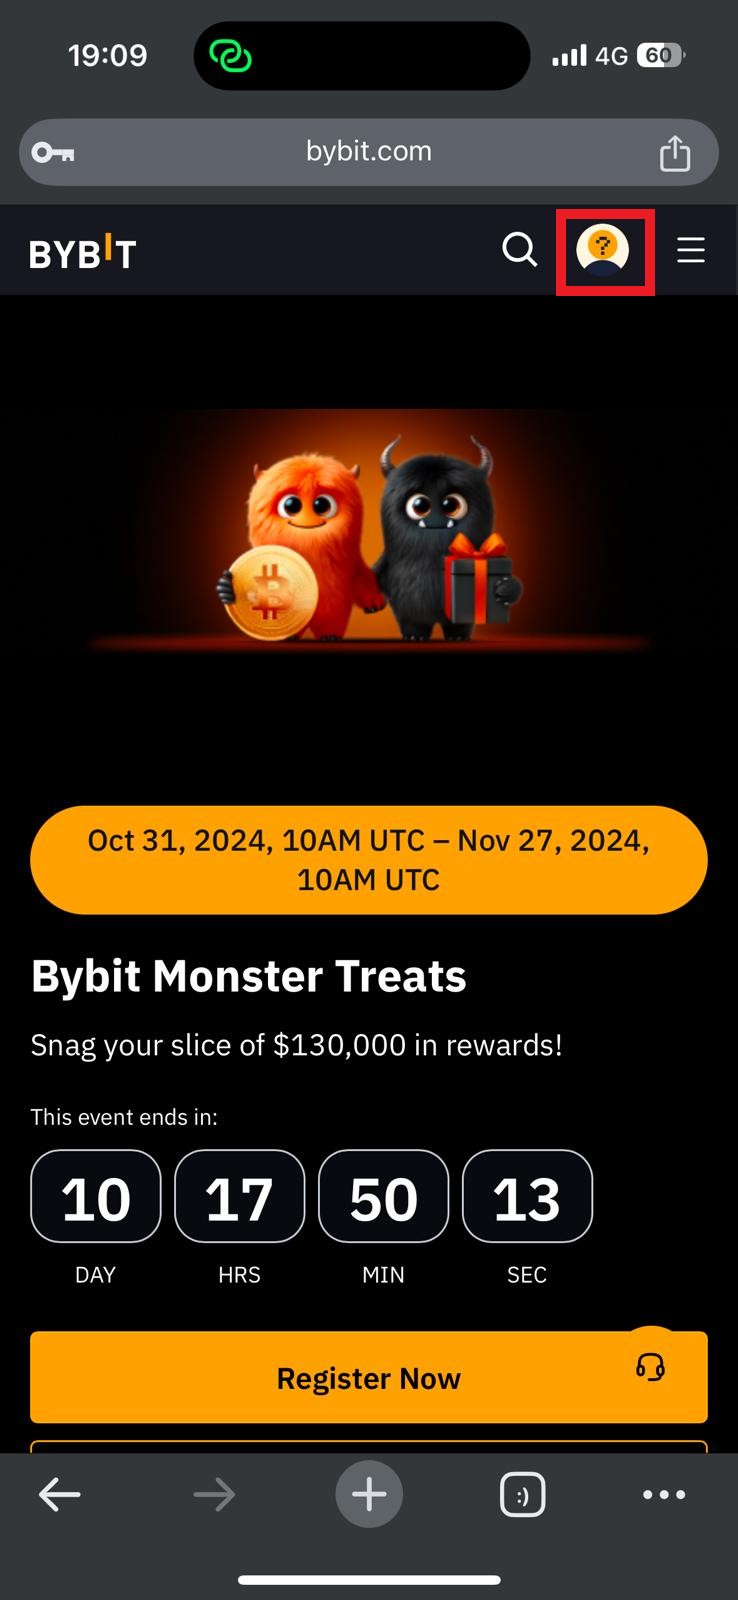 19:09
4G 60
bybit.com
BYBIT
?
Oct 31, 2024, 10AM UTC – Nov 27, 2024,
10AM UTC
Bybit Monster Treats
Snag your slice of $130,000 in rewards!
This event ends in:
10 17 50 13
DAY HRS MIN SEC
Register Now
:)